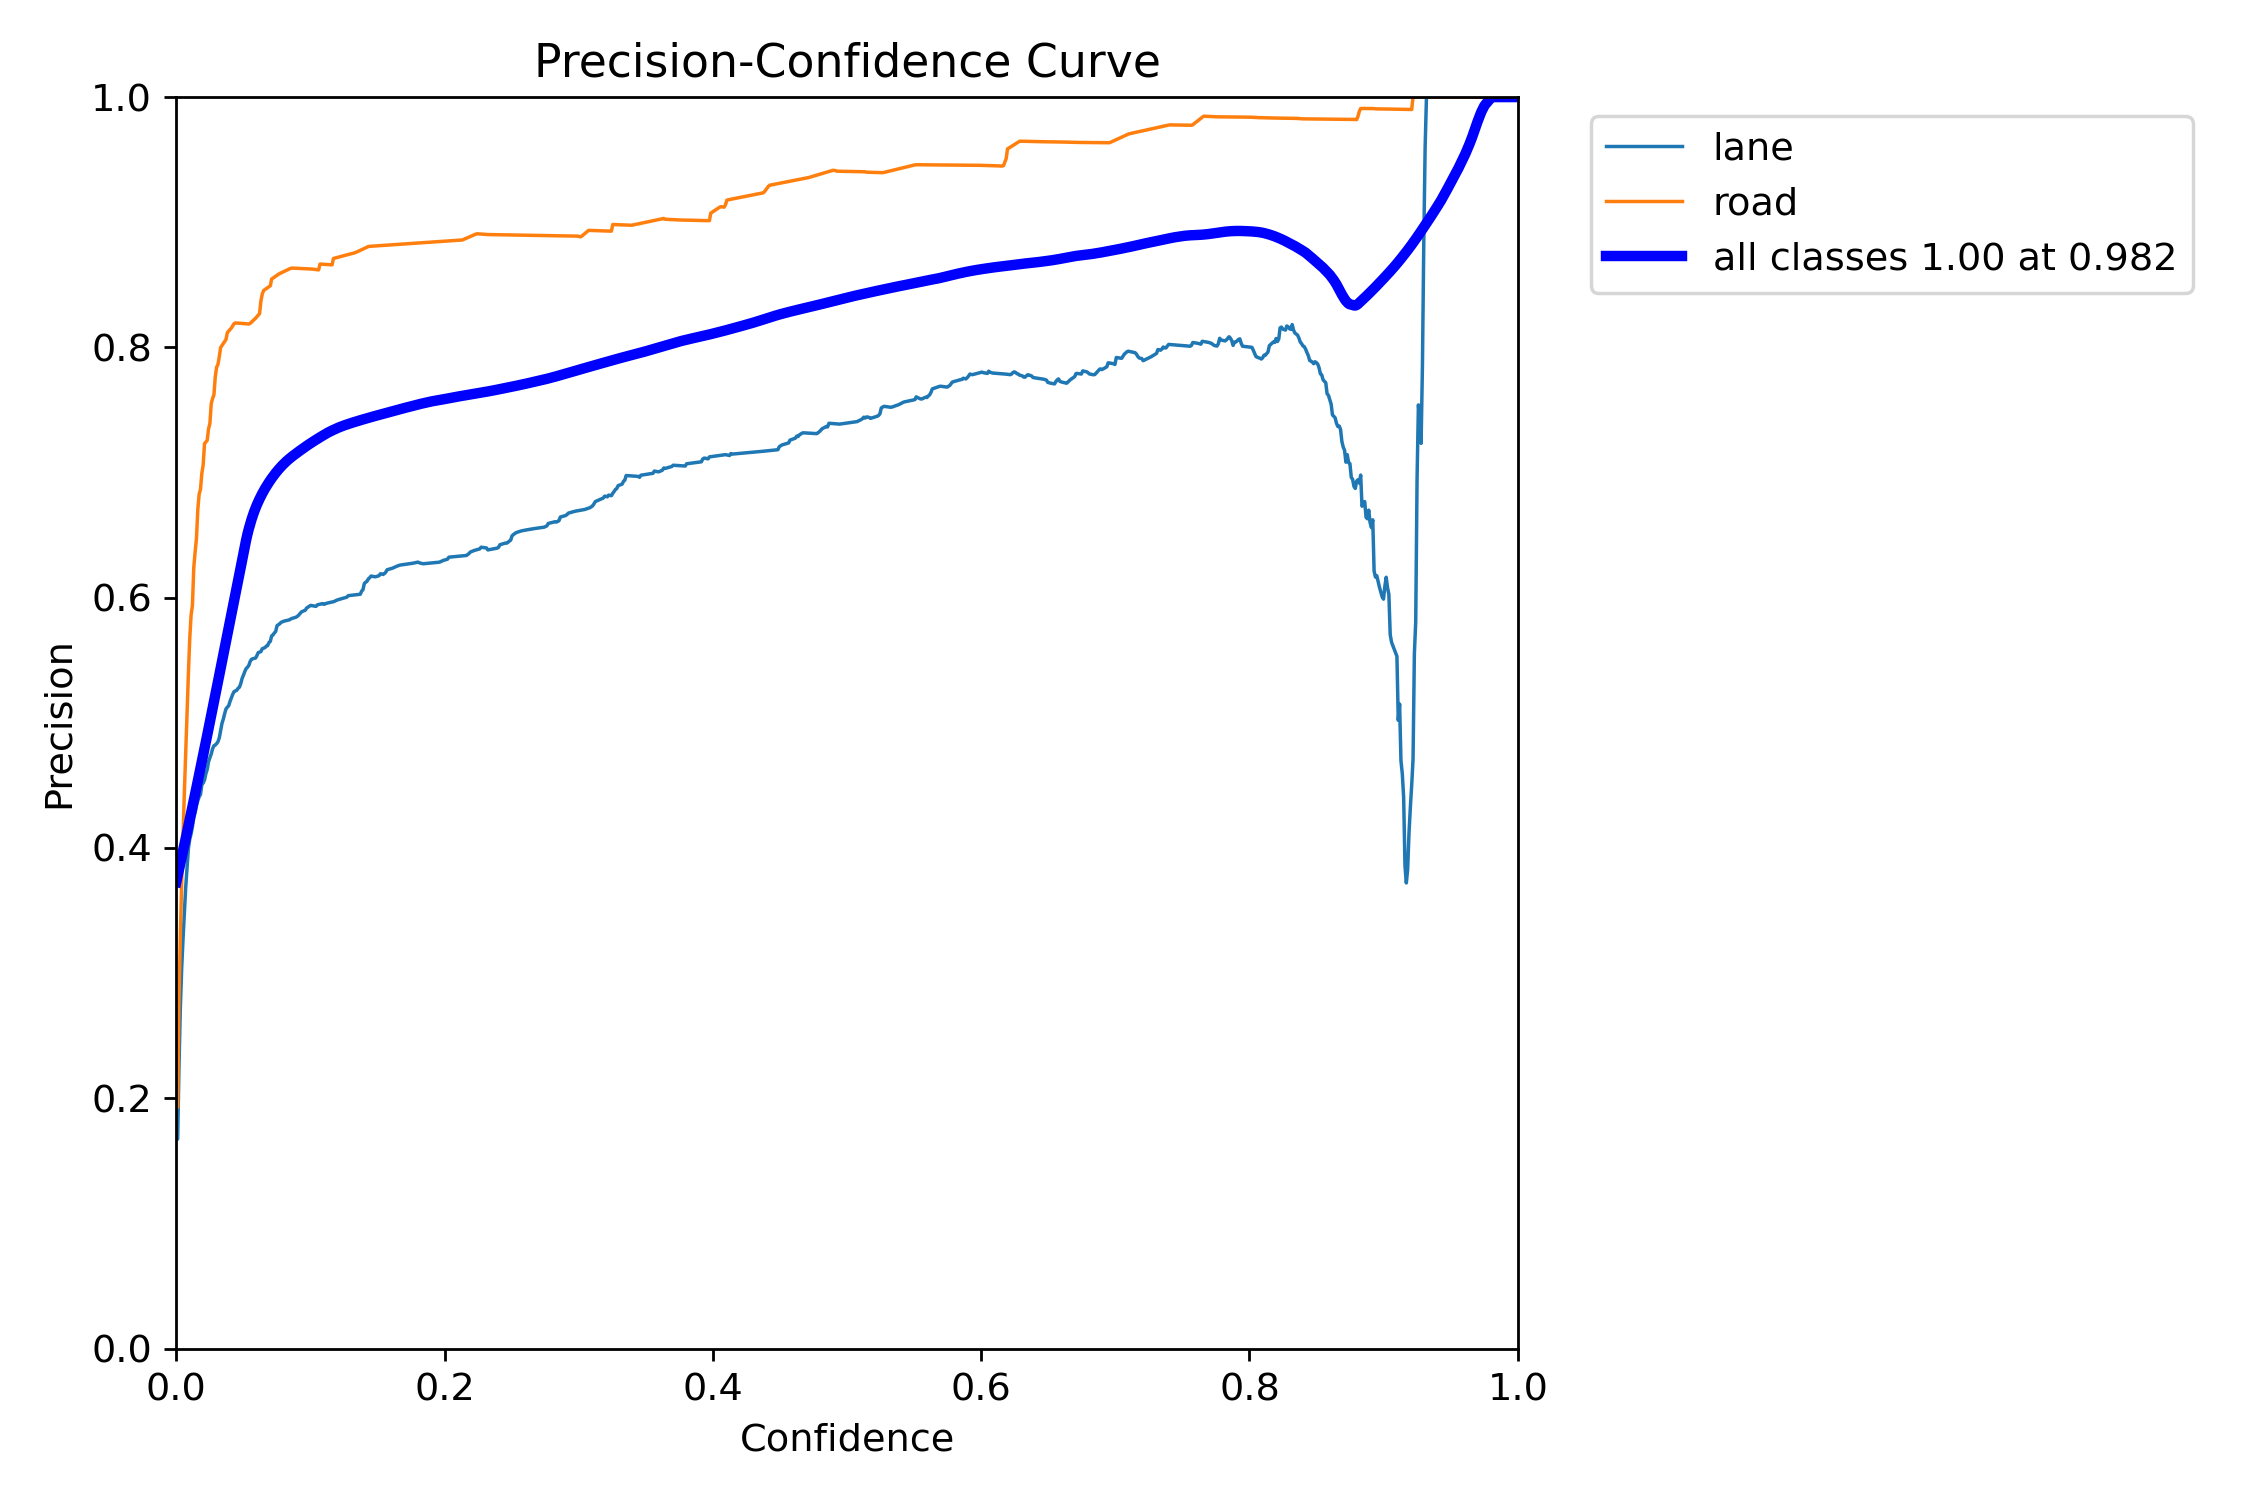 Precision-Confidence Curve
1.0
0.8
0.6
0.4
0.2
0.0
Precision
0.0 0.2 0.4 0.6 0.8 1.0
Confidence
lane
road
all classes 1.00 at 0.982